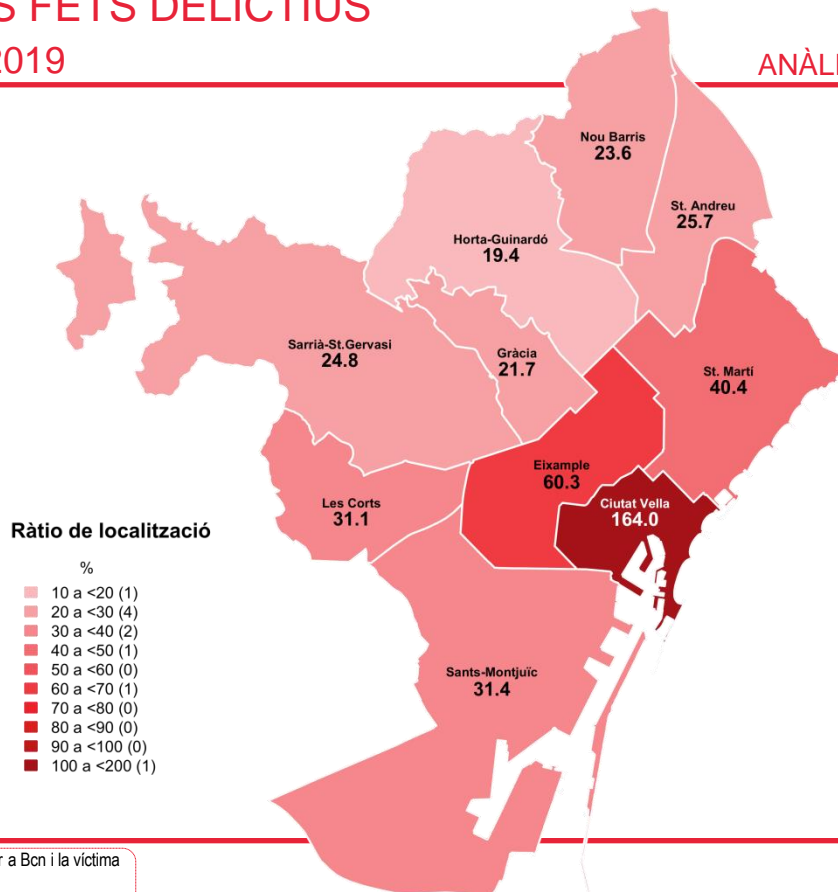 S FETS DELICTIUS
2019
Nou Barris
23.6
St. Andreu
25.7
Horta-Guinardó
19.4
Sarrià-St.Gervasi
24.8
Gràcia
21.7
St. Martí
40.4
Eixample
60.3
Ciutat Vella
164.0
Les Corts
31.1
Sants-Montjuïc
31.4
Ràtio de localització
%
10 a <20 (1)
20 a <30 (4)
30 a <40 (2)
40 a <50 (1)
50 a <60 (0)
60 a <70 (1)
70 a <80 (0)
80 a <90 (0)
90 a <100 (0)
100 a <200 (1)
a Bcn i la víctima